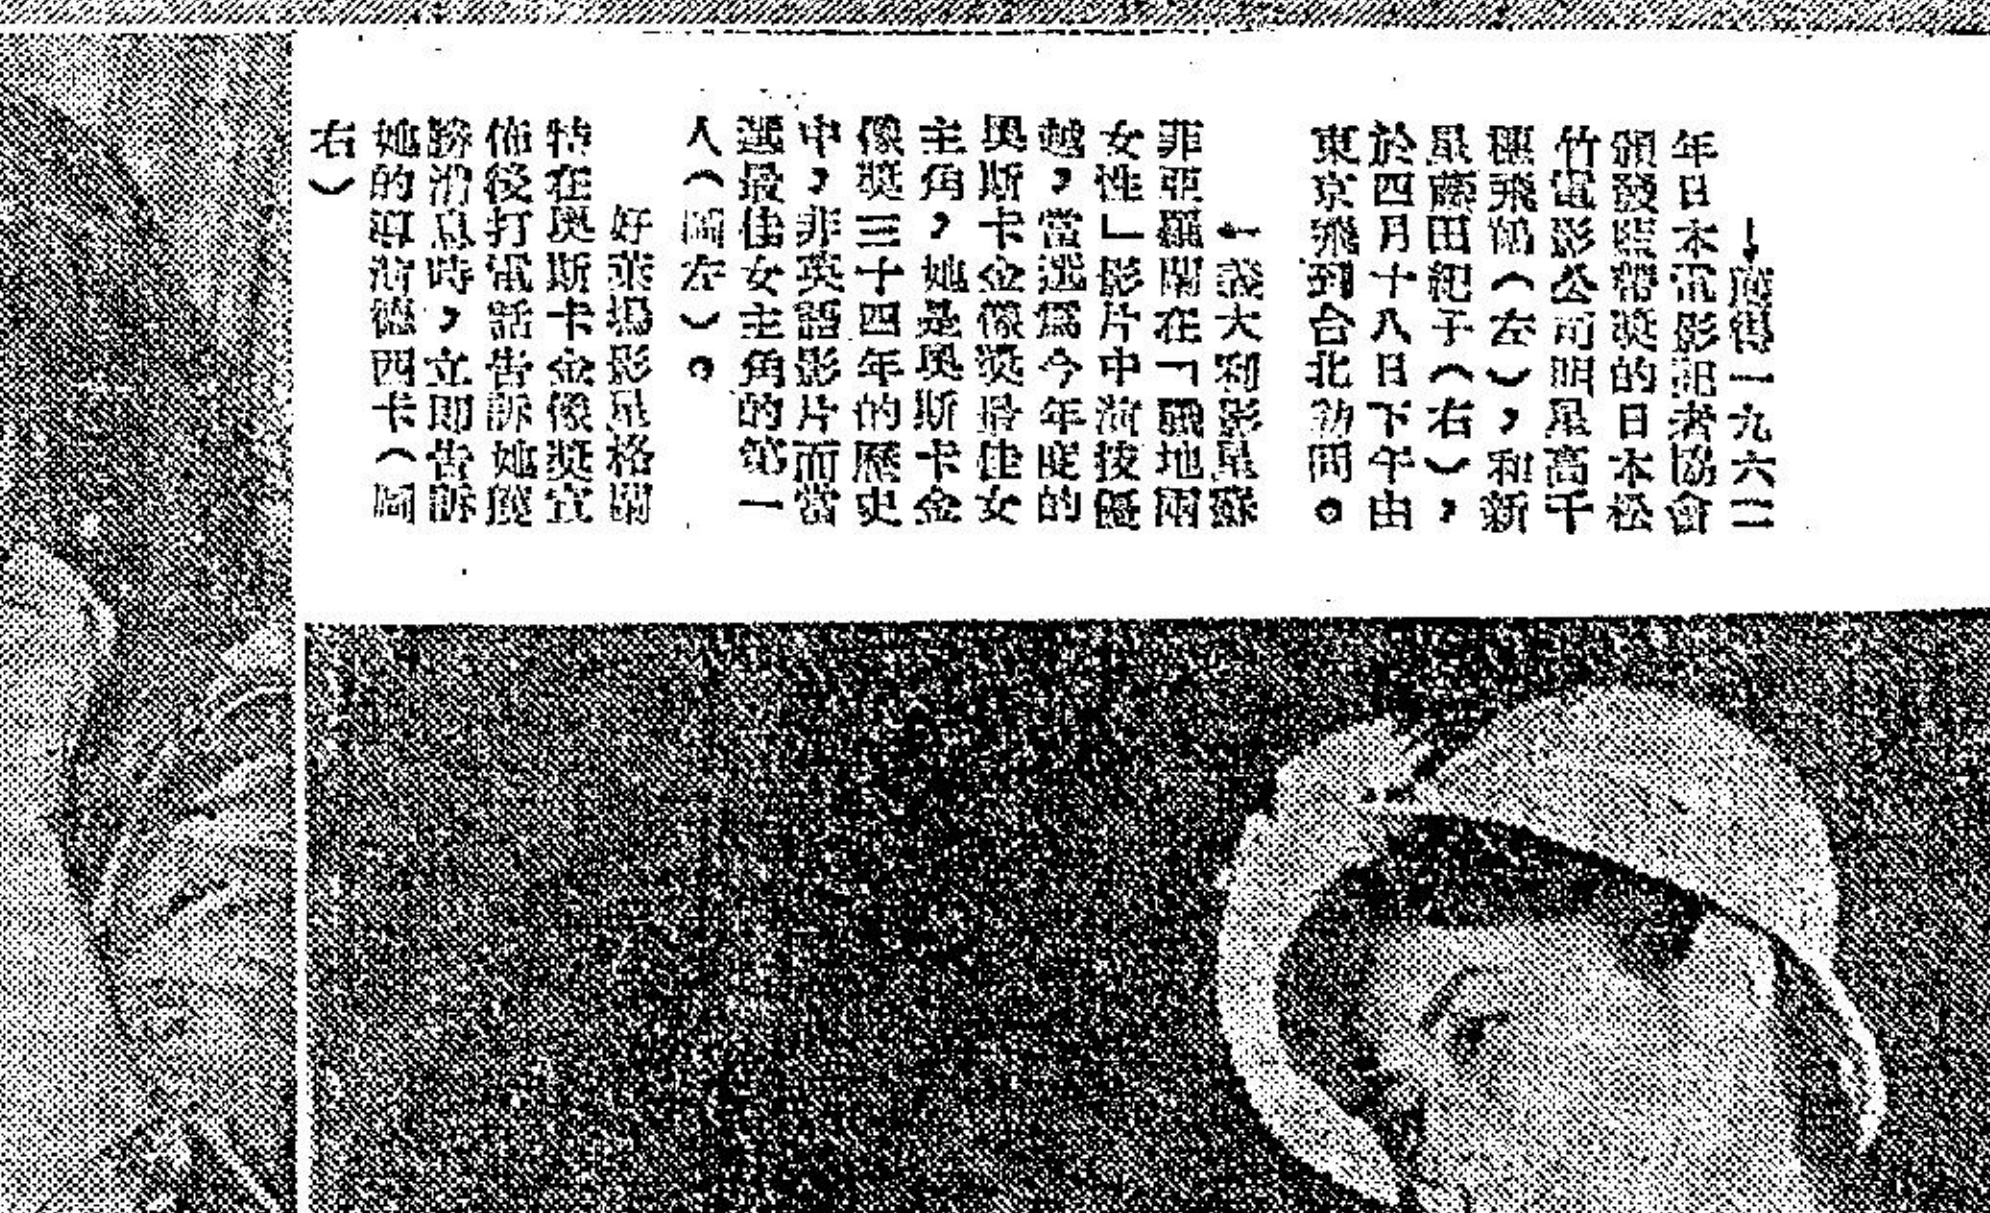 ↓應得一九六二
年日本電影記者協會
頒發藍帶獎的日本松
竹電影公司明星高千
穗飛鶴（左），和新
星藤田紀子（右），
於四月十八日下午由
東京飛到台北訪問。
←義大利影星蘇
菲亞羅蘭在「戰地兩
女性」影片中演技優
越，當選爲今年度的
奧斯卡金像獎最佳女
主角，她是奧斯卡金
像獎三十四年的歷史
中，非英語影片而當
選最佳女主角的第一
人（圖左）。
好萊塢影星格蘭
特在奧斯卡金像獎宣
佈後打電話告訴她獲
勝消息時，立即告訴
她的導演德西卡（圖
右）